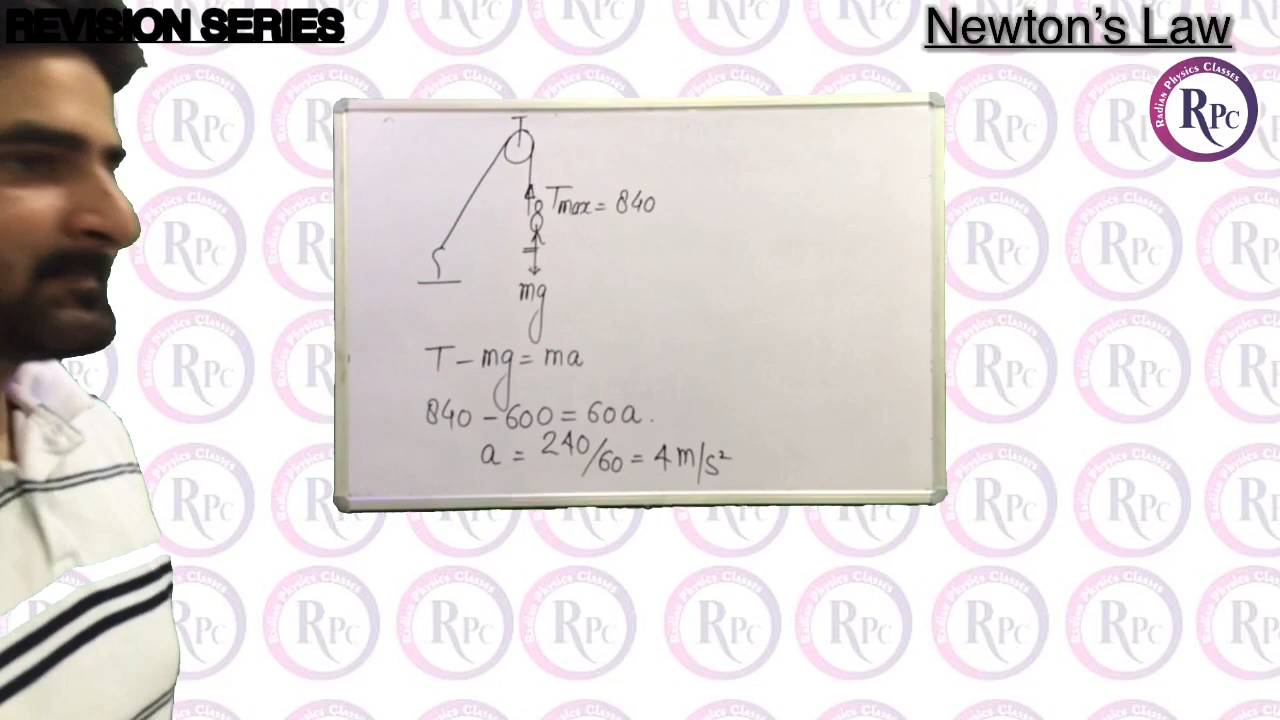 REVISION SERIES
Newton's Law
Radian Physics Classes
RPC
Tmax = 840
mg
T - mg = ma
840 - 600 = 60a.
a = 240/60 = 4 m/s²